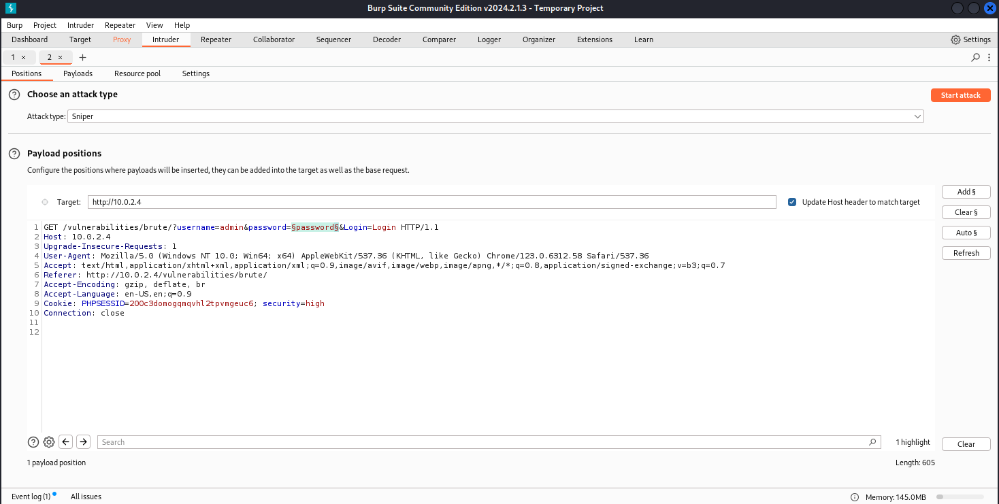 Burp Suite Community Edition v2024.2.1.3 - Temporary Project
Burp Project Intruder Repeater View Help
Dashboard Target Proxy Intruder Repeater Collaborator Sequencer Decoder Comparer Logger Organizer Extensions Learn Settings
1 × 2 × +
Positions Payloads Resource pool Settings
Choose an attack type
Start attack
Attack type: Sniper
Payload positions
Configure the positions where payloads will be inserted, they can be added into the target as well as the base request.
Target: http://10.0.2.4
Update Host header to match target
Add §
Clear §
Auto §
Refresh
1 GET /vulnerabilities/brute/?username=admin&password=§password§&Login=Login HTTP/1.1
2 Host: 10.0.2.4
3 Upgrade-Insecure-Requests: 1
4 User-Agent: Mozilla/5.0 (Windows NT 10.0; Win64; x64) AppleWebKit/537.36 (KHTML, like Gecko) Chrome/123.0.6312.58 Safari/537.36
5 Accept: text/html,application/xhtml+xml,application/xml;q=0.9,image/avif,image/webp,image/apng,*/*;q=0.8,application/signed-exchange;v=b3;q=0.7
6 Referer: http://10.0.2.4/vulnerabilities/brute/
7 Accept-Encoding: gzip, deflate, br
8 Accept-Language: en-US,en;q=0.9
9 Cookie: PHPSESSID=200c3domogqmqvhl2tpvmgeuc6; security=high
10 Connection: close
11
12
Search
1 highlight
Clear
1 payload position
Length: 605
Event log (1) All issues
Memory: 145.0MB